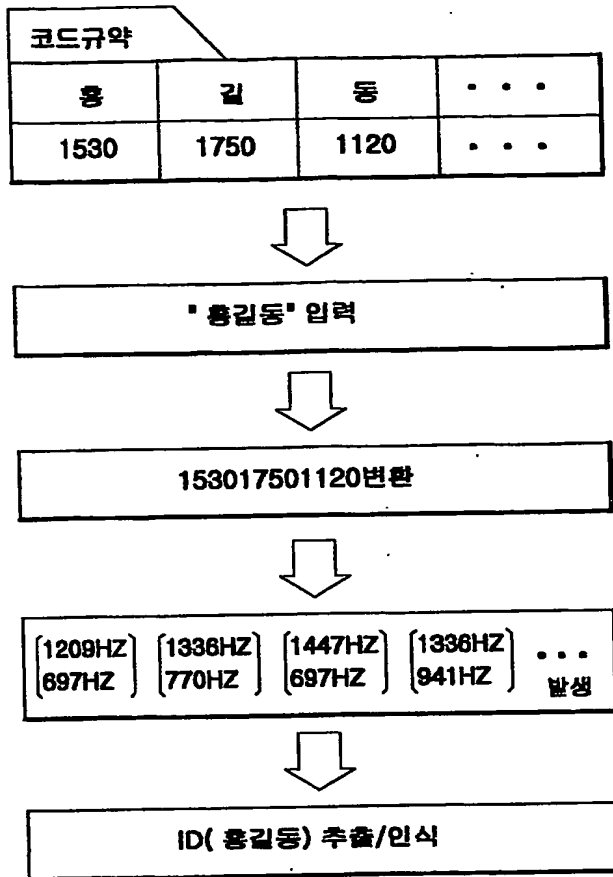 코드규약
홍 길 동 • • •
1530 1750 1120 • • •
"홍길동" 입력
153017501120변환
1209HZ 1336HZ 1447HZ 1336HZ • • •
697HZ 770HZ 697HZ 941HZ 발생
ID( 홍길동) 추출/인식